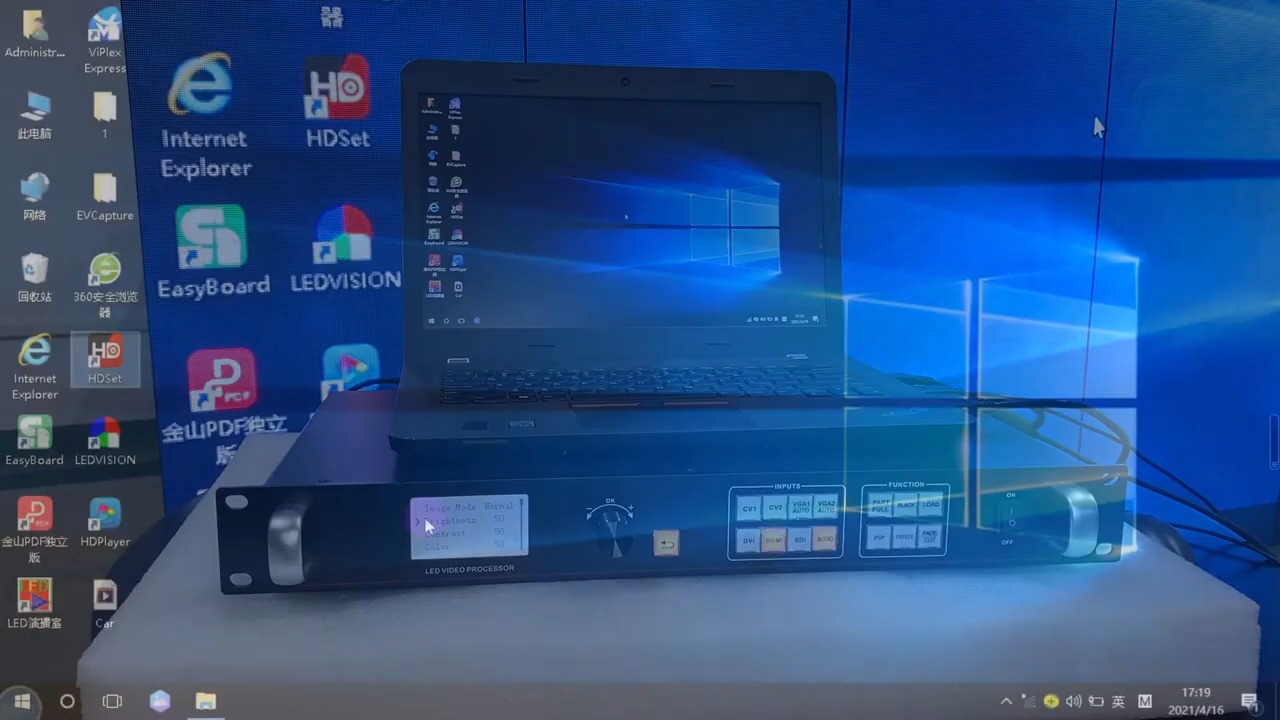 Administr...
ViPlex
Express
此电脑
1
网络
EVCapture
回收站
360安全浏览
器
Internet
Explorer
HDSet
EasyBoard
LEDVISION
金山PDF独立
版
HDPlayer
LED演播室
Car
器
Internet
Explorer
HDSet
EasyBoard
LEDVISION
金山PDF独立
版
Image Mode Normal
Brightness 50
Contrast 50
Color 50
LED VIDEO PROCESSOR
OK
- +
INPUTS
CV1 CV2 VGA1 AUTO VGA2 AUTO
DVI HDMI SDI AUDIO
FUNCTION
PART FULL BLACK LOAD
PIP FREEZE FADE CUT
ON
OFF
英 M
17:19
2021/4/16